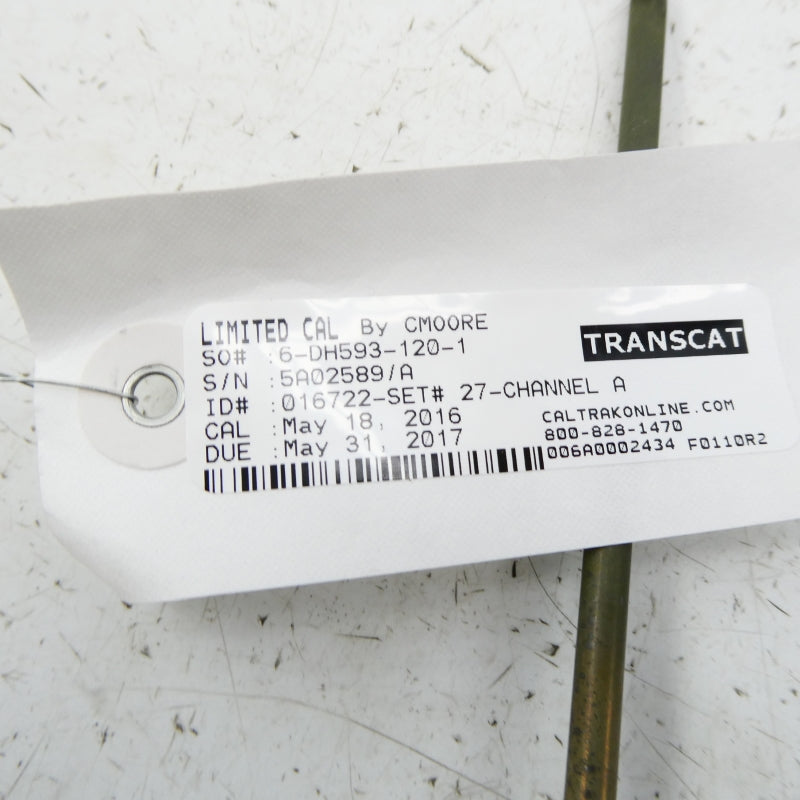 LIMITED CAL By CMOORE
TRANSCAT
SO# :6-DH593-120-1
S/N :5A02589/A
ID# :016722-SET# 27-CHANNEL A
CAL :May 18, 2016
CALTRAKONLINE.COM
DUE :May 31, 2017
800-828-1470
006A0002434 F0110R2